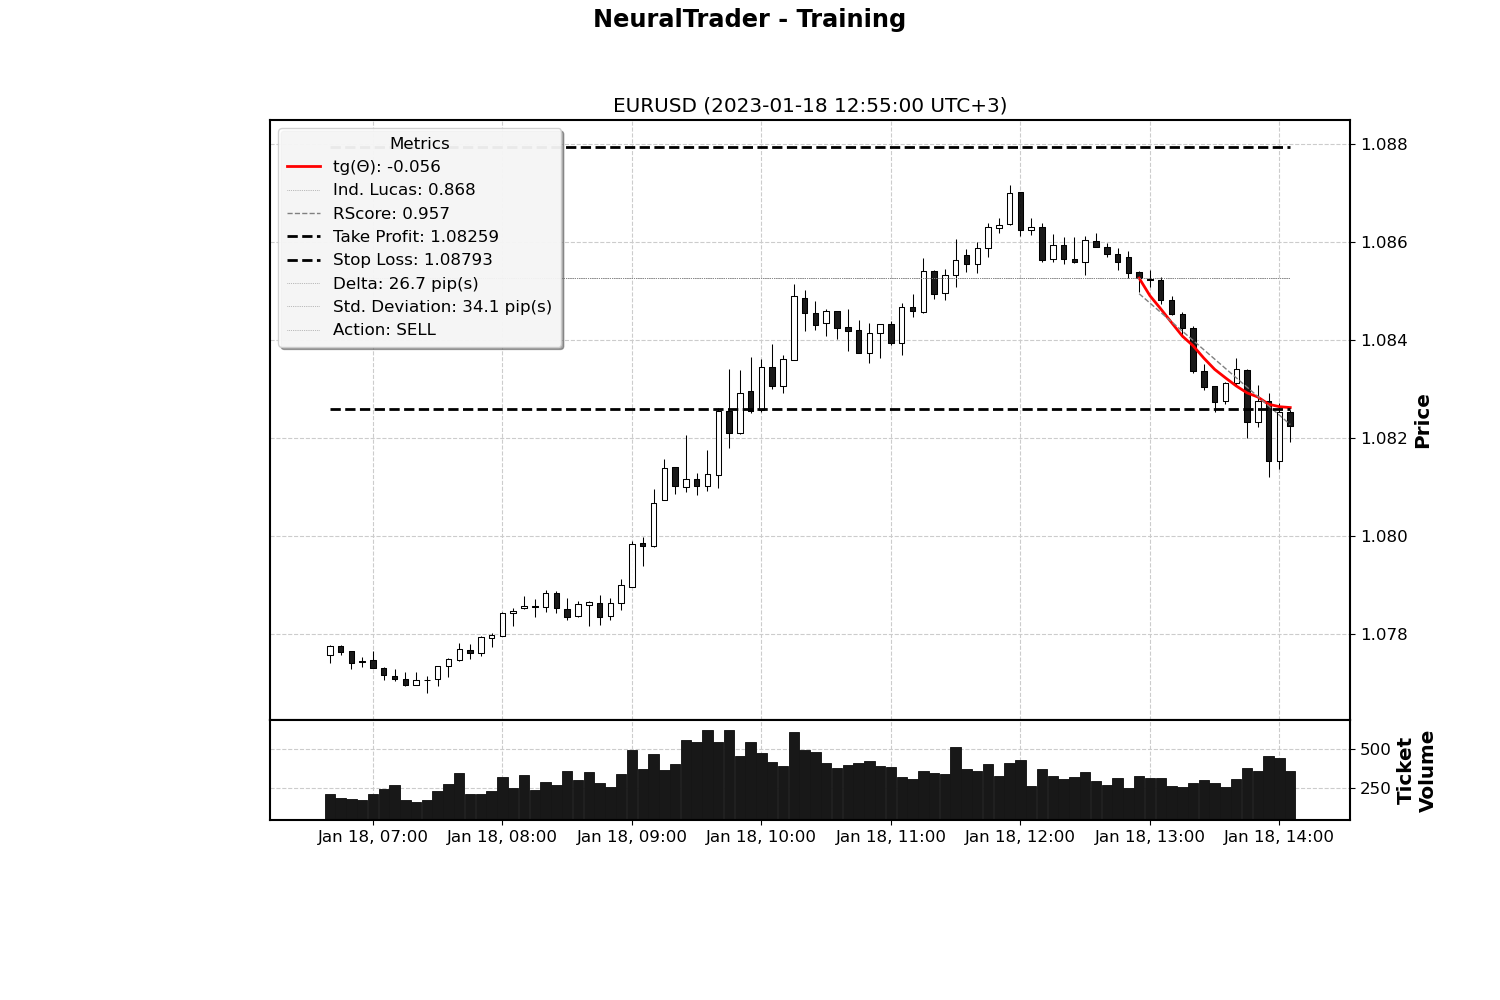 NeuralTrader - Training
EURUSD (2023-01-18 12:55:00 UTC+3)
Metrics
tg(Θ): -0.056
Ind. Lucas: 0.868
RScore: 0.957
Take Profit: 1.08259
Stop Loss: 1.08793
Delta: 26.7 pip(s)
Std. Deviation: 34.1 pip(s)
Action: SELL
1.088
1.086
1.084
1.082
1.080
1.078
Price
500
250
Ticket
Volume
Jan 18, 07:00
Jan 18, 08:00
Jan 18, 09:00
Jan 18, 10:00
Jan 18, 11:00
Jan 18, 12:00
Jan 18, 13:00
Jan 18, 14:00